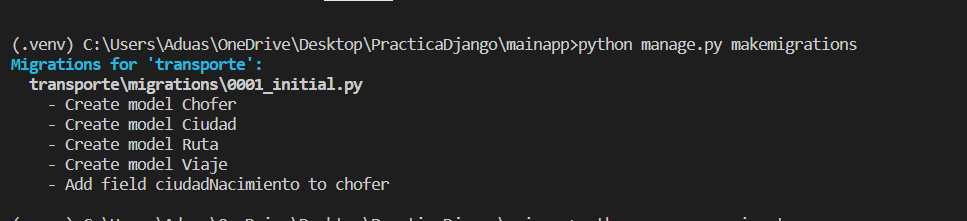 (.venv) C:\Users\Aduas\OneDrive\Desktop\PracticaDjango\mainapp>python manage.py makemigrations
Migrations for 'transporte':
transporte\migrations\0001_initial.py
- Create model Chofer
- Create model Ciudad
- Create model Ruta
- Create model Viaje
- Add field ciudadNacimiento to chofer